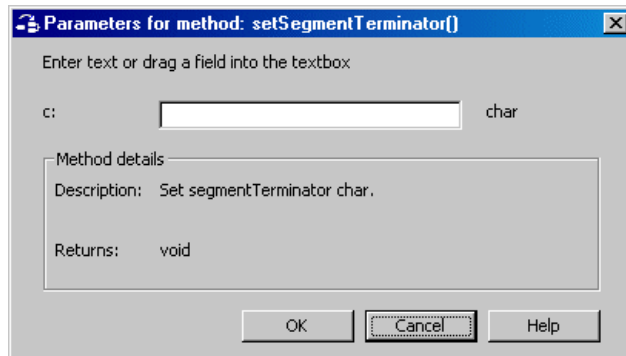 Parameters for method: setSegmentTerminator()
Enter text or drag a field into the textbox
c: char
Method details
Description: Set segmentTerminator char.
Returns: void
OK Cancel Help